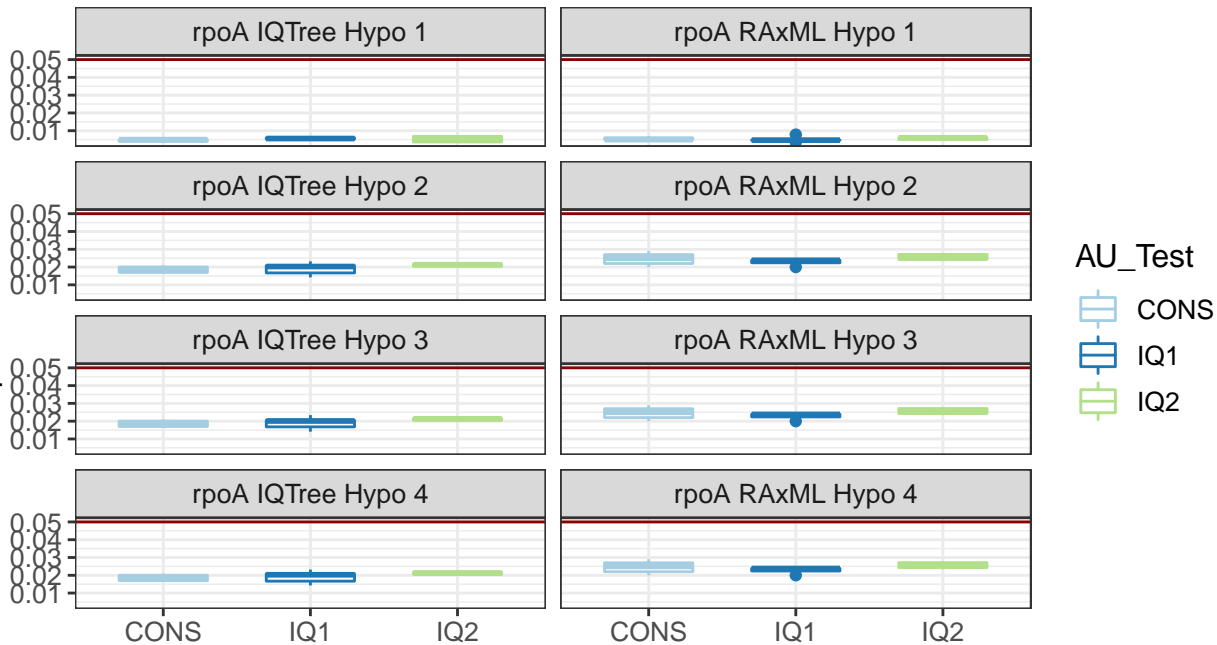 rpoA IQTree Hypo 1
rpoA RAxML Hypo 1
0.05
0.04
0.03
0.02
0.01
rpoA IQTree Hypo 2
rpoA RAxML Hypo 2
0.05
0.04
0.03
0.02
0.01
rpoA IQTree Hypo 3
rpoA RAxML Hypo 3
0.05
0.04
0.03
0.02
0.01
rpoA IQTree Hypo 4
rpoA RAxML Hypo 4
0.05
0.04
0.03
0.02
0.01
CONS IQ1 IQ2
CONS IQ1 IQ2
AU_Test
CONS
IQ1
IQ2